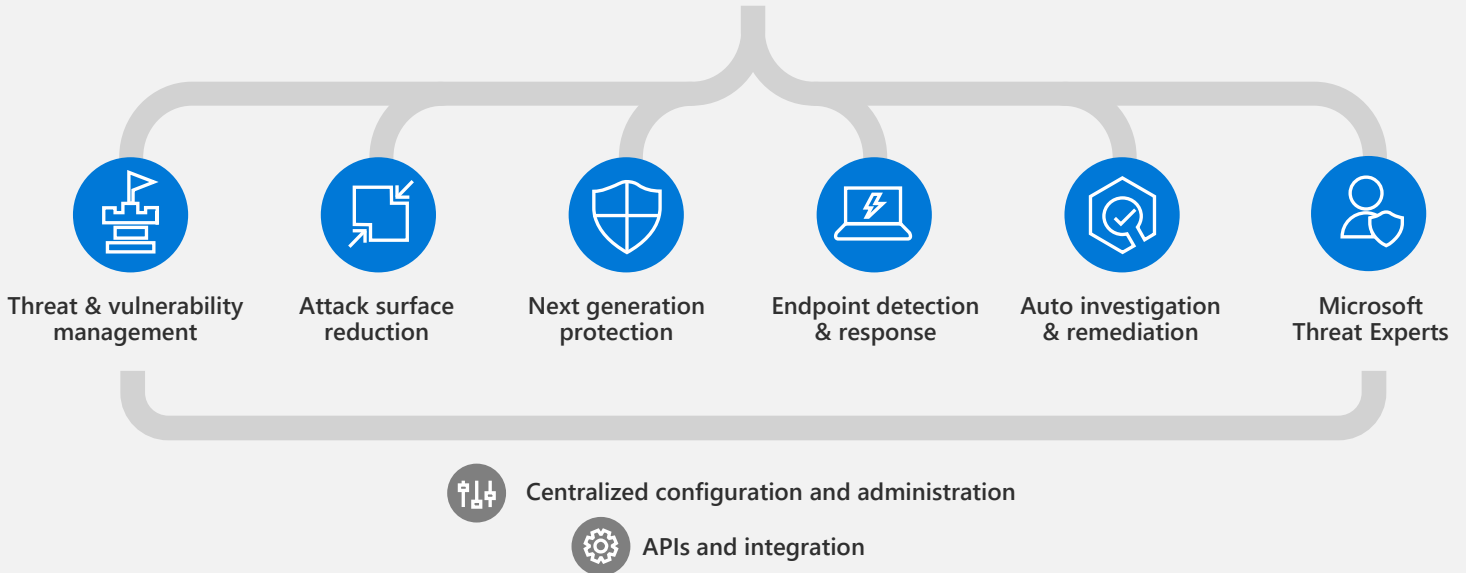 Threat & vulnerability
management
Attack surface
reduction
Next generation
protection
Endpoint detection
& response
Auto investigation
& remediation
Microsoft
Threat Experts
Centralized configuration and administration
APIs and integration